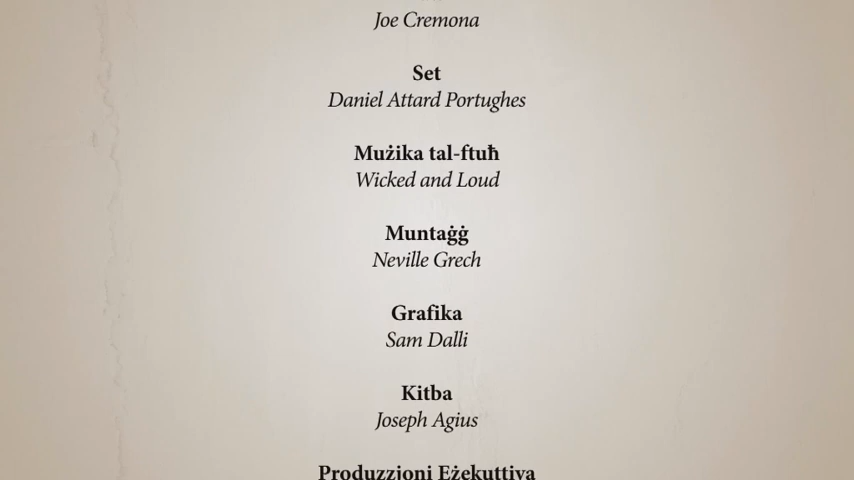 Joe Cremona
Set
Daniel Attard Portughes
Mużika tal-ftuħ
Wicked and Loud
Muntaġġ
Neville Grech
Grafika
Sam Dalli
Kitba
Joseph Agius
Produzzjoni Eżekuttiva